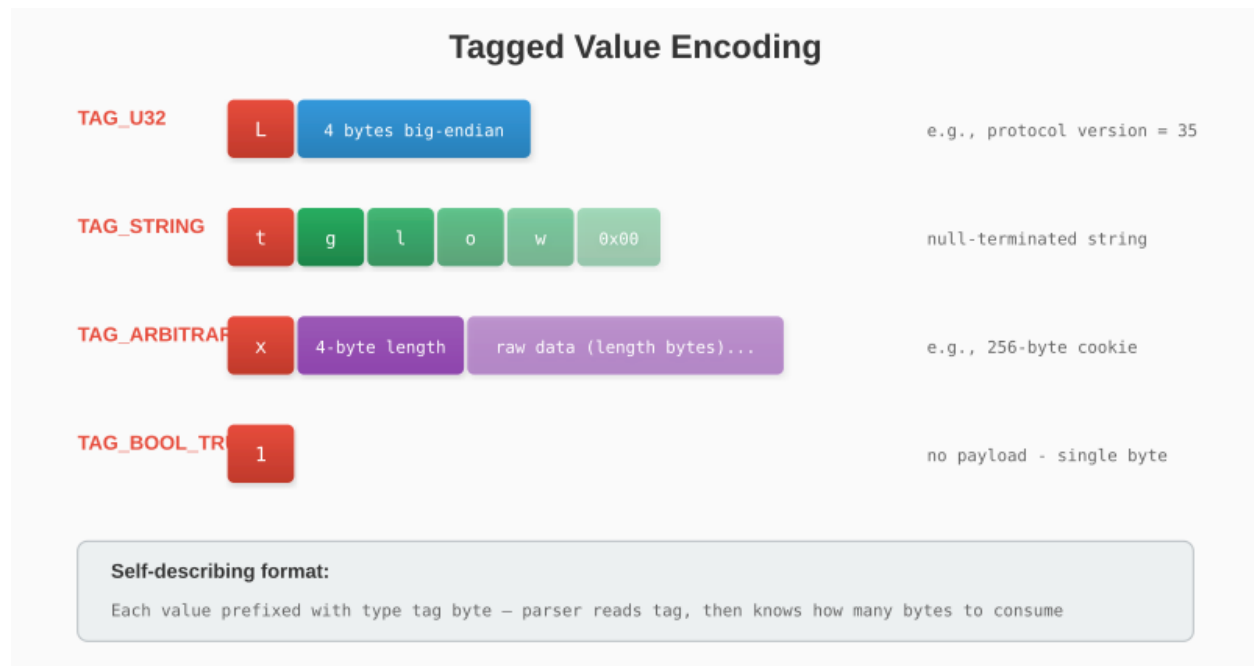 Tagged Value Encoding
TAG_U32 L 4 bytes big-endian e.g., protocol version = 35
TAG_STRING t g l o w 0x00 null-terminated string
TAG_ARBITRAR x 4-byte length raw data (length bytes)... e.g., 256-byte cookie
TAG_BOOL_TR 1 no payload - single byte
Self-describing format:
Each value prefixed with type tag byte — parser reads tag, then knows how many bytes to consume